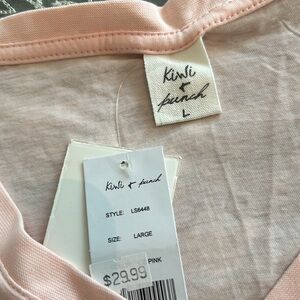 Kiwi
+
punch
L
Kiwi + punch
STYLE: LS6448
SIZE: LARGE
PINK
$29.99